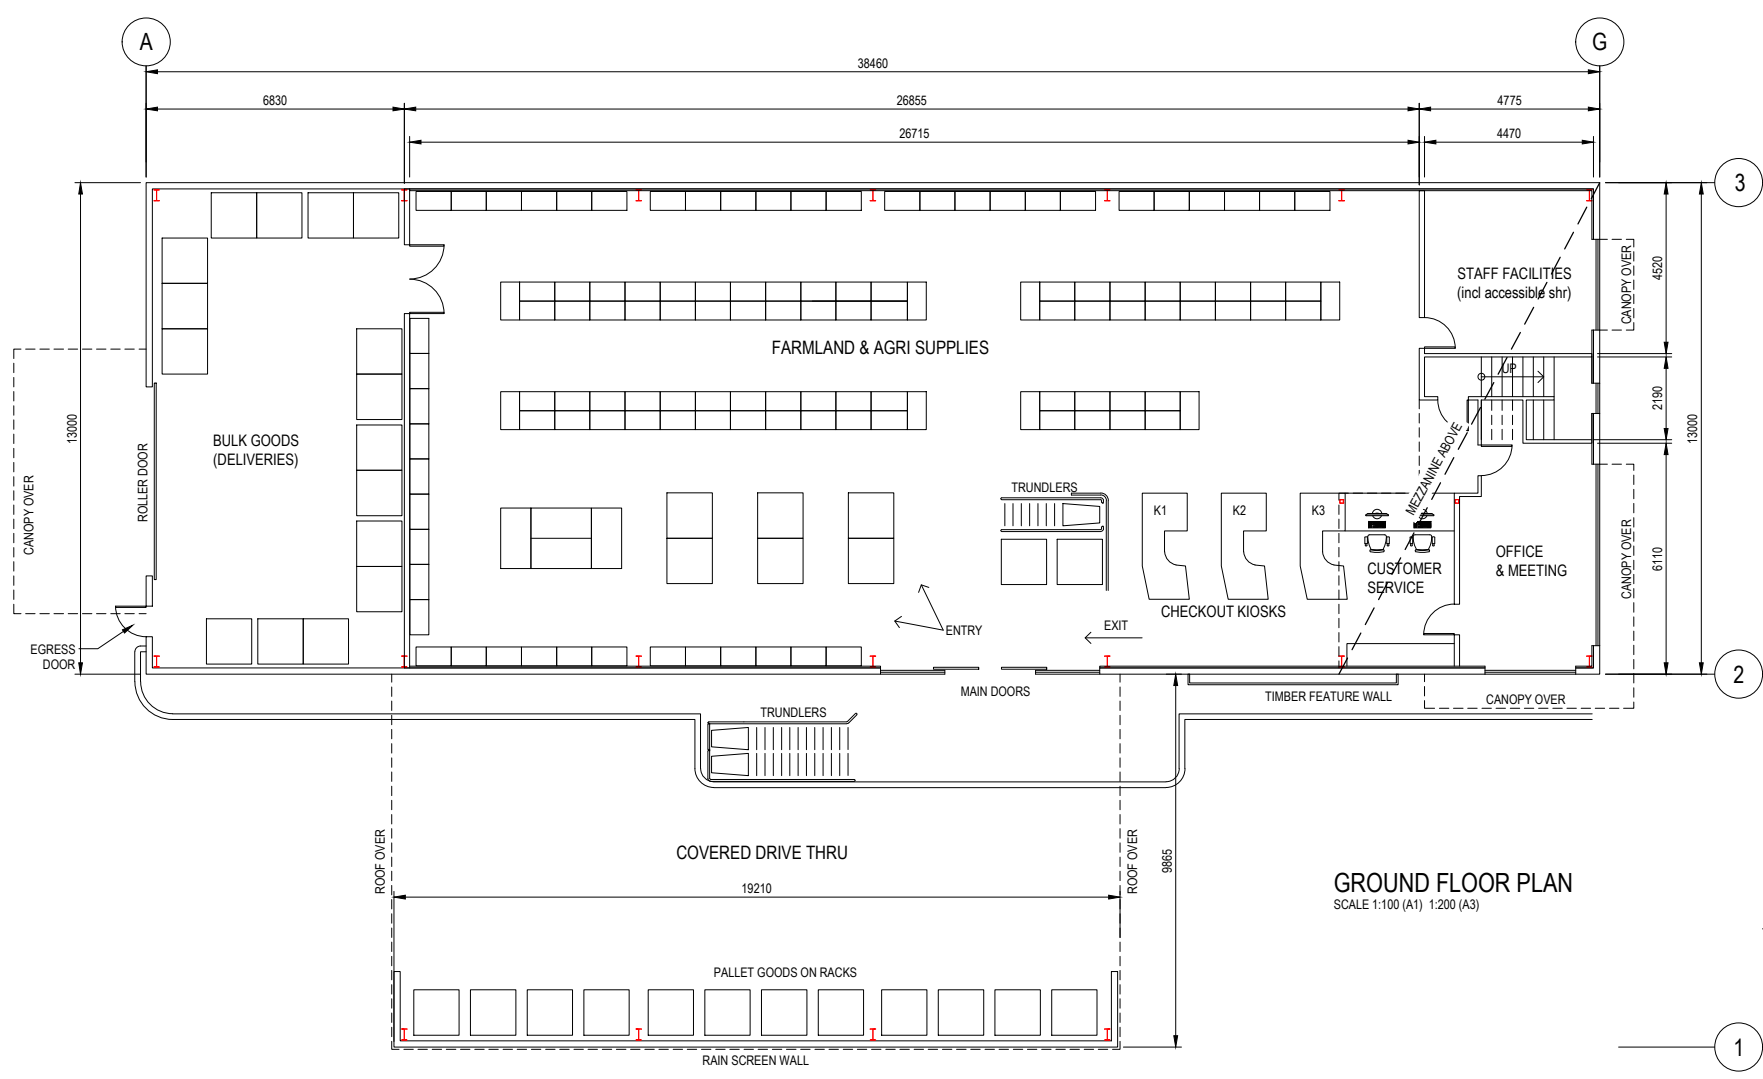 A
G
38460
6830
26855
4775
26715
4470
3
STAFF FACILITIES
(incl accessible shr)
CANOPY OVER
4520
FARMLAND & AGRI SUPPLIES
UP
2190
13000
13000
BULK GOODS
(DELIVERIES)
ROLLER DOOR
CANOPY OVER
MEZZANINE ABOVE
TRUNDLERS
K1
K2
K3
OFFICE
& MEETING
CUSTOMER
SERVICE
CANOPY OVER
6110
CHECKOUT KIOSKS
ENTRY
EXIT
EGRESS
DOOR
2
MAIN DOORS
TIMBER FEATURE WALL
CANOPY OVER
TRUNDLERS
ROOF OVER
COVERED DRIVE THRU
ROOF OVER
9865
19210
GROUND FLOOR PLAN
SCALE 1:100 (A1) 1:200 (A3)
PALLET GOODS ON RACKS
RAIN SCREEN WALL
1